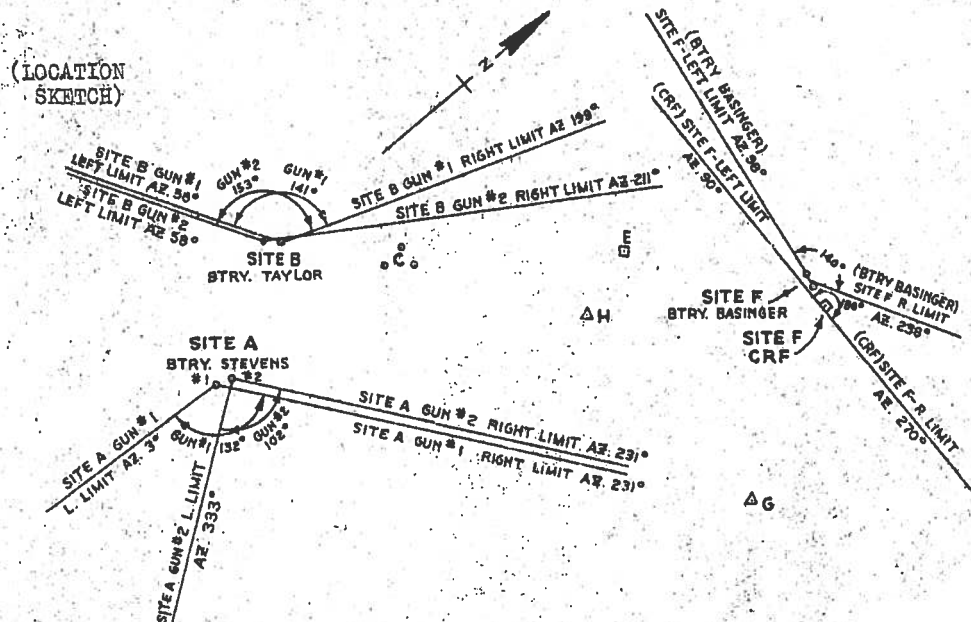 (LOCATION
SKETCH)
N
SITE B GUN #1
LEFT LIMIT AZ. 58°
SITE B GUN #2
LEFT LIMIT AZ 58°
GUN #2
153°
GUN #1
141°
SITE B GUN #1 RIGHT LIMIT AZ 199°
SITE B GUN #2 RIGHT LIMIT AZ-211°
SITE B
BTRY. TAYLOR
C
E
H
G
(BTRY BASINGER)
SITE F-LEFT LIMIT AZ 98°
(CRF) SITE F-LEFT LIMIT
AZ. 90°
140° (BTRY BASINGER)
SITE F R. LIMIT
AZ. 238°
SITE F
BTRY. BASINGER
SITE F
CRF
(CRF) SITE F-R. LIMIT
AZ. 270°
SITE A
BTRY. STEVENS
#1
#2
SITE A GUN #1
L. LIMIT AZ. 3°
GUN #1
132°
GUN #2
102°
SITE A GUN #2 L. LIMIT
AZ. 333°
SITE A GUN #2 RIGHT LIMIT AZ. 231°
SITE A GUN #1 RIGHT LIMIT AZ. 231°